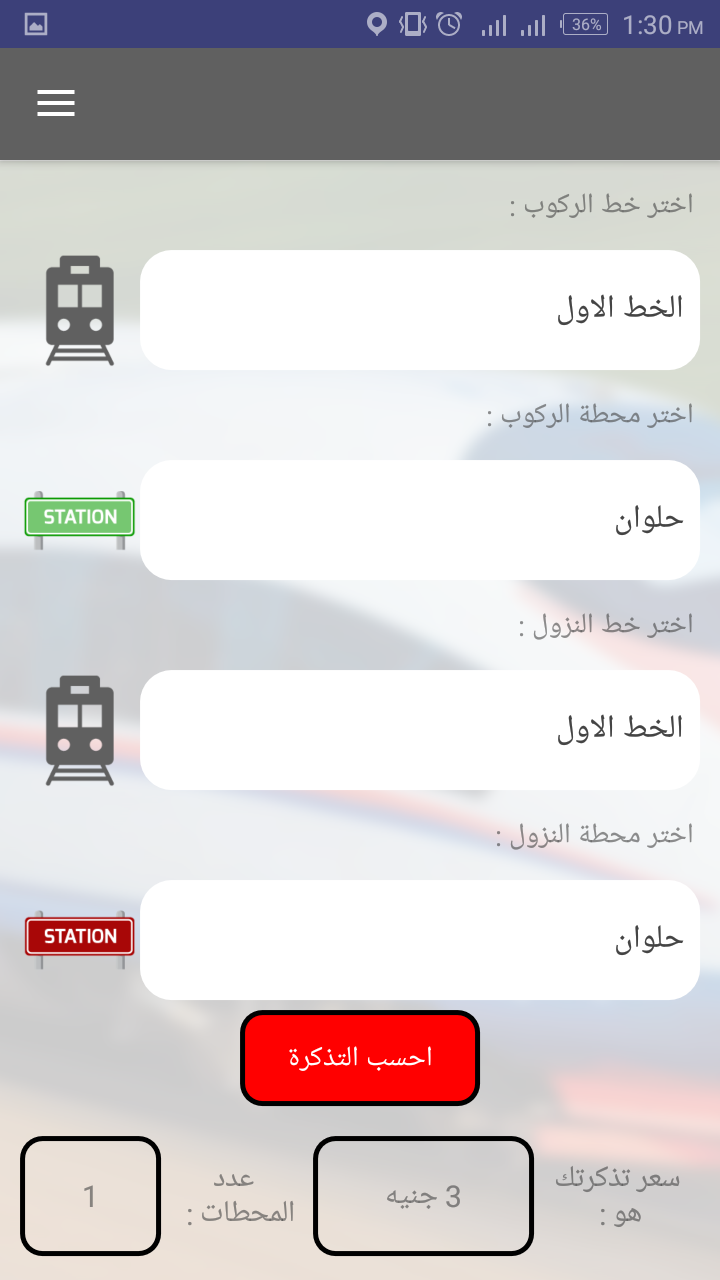 36% 1:30 PM
اختر خط الركوب :
الخط الاول
اختر محطة الركوب :
STATION
حلوان
اختر خط النزول :
الخط الاول
اختر محطة النزول :
STATION
حلوان
احسب التذكرة
سعر تذكرتك
هو :
3 جنيه
عدد
المحطات :
1